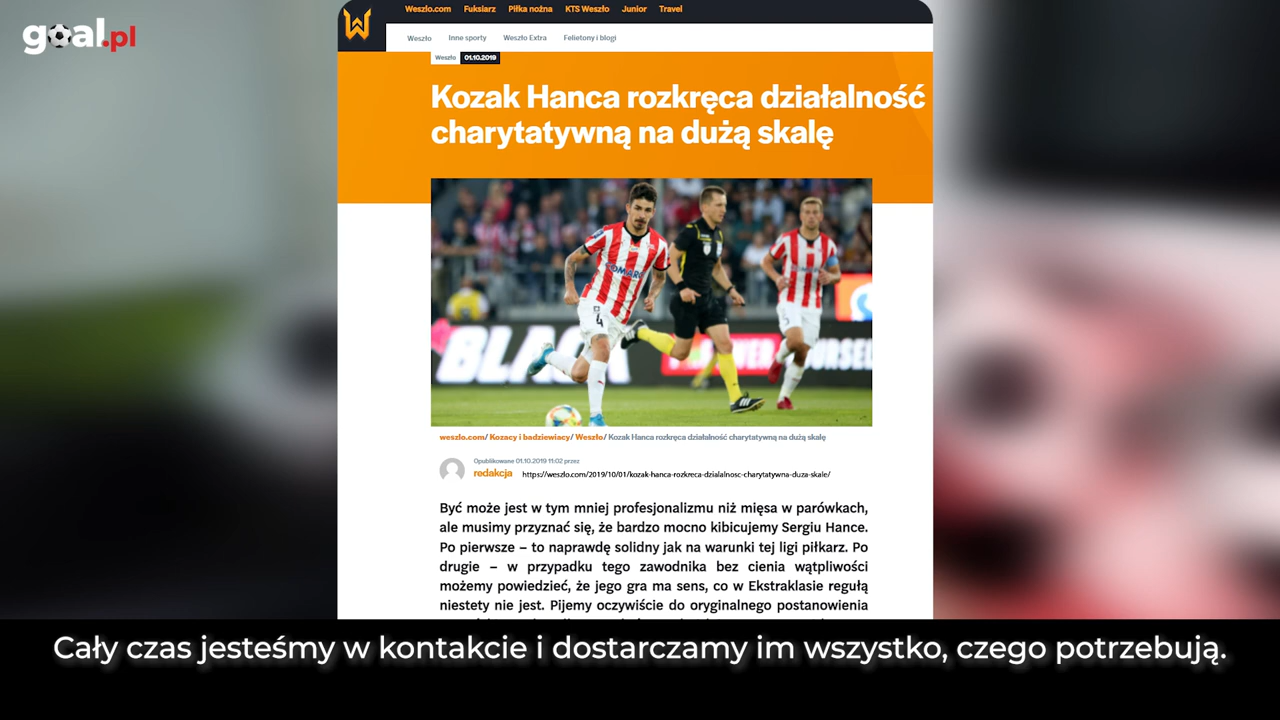 goal.pl
Weszlo.com Fuksiarz Piłka nożna KTS Weszło Junior Travel
Weszło Inne sporty Weszło Extra Felietony i blogi
Weszło 01.10.2019
Kozak Hanca rozkręca działalność
charytatywną na dużą skalę
COMARCH
4
BLACK
POWER YOURSEL
weszlo.com/ Kozacy i badziewiacy/ Weszło/ Kozak Hanca rozkręca działalność charytatywną na dużą skalę
Opublikowane 01.10.2019 11:02 przez
redakcja https://weszlo.com/2019/10/01/kozak-hanca-rozkreca-dzialalnosc-charytatywna-duza-skale/
Być może jest w tym mniej profesjonalizmu niż mięsa w parówkach,
ale musimy przyznać się, że bardzo mocno kibicujemy Sergiu Hance.
Po pierwsze – to naprawdę solidny jak na warunki tej ligi piłkarz. Po
drugie – w przypadku tego zawodnika bez cienia wątpliwości
możemy powiedzieć, że jego gra ma sens, co w Ekstraklasie regułą
niestety nie jest. Pijemy oczywiście do oryginalnego postanowienia
Cały czas jesteśmy w kontakcie i dostarczamy im wszystko, czego potrzebują.